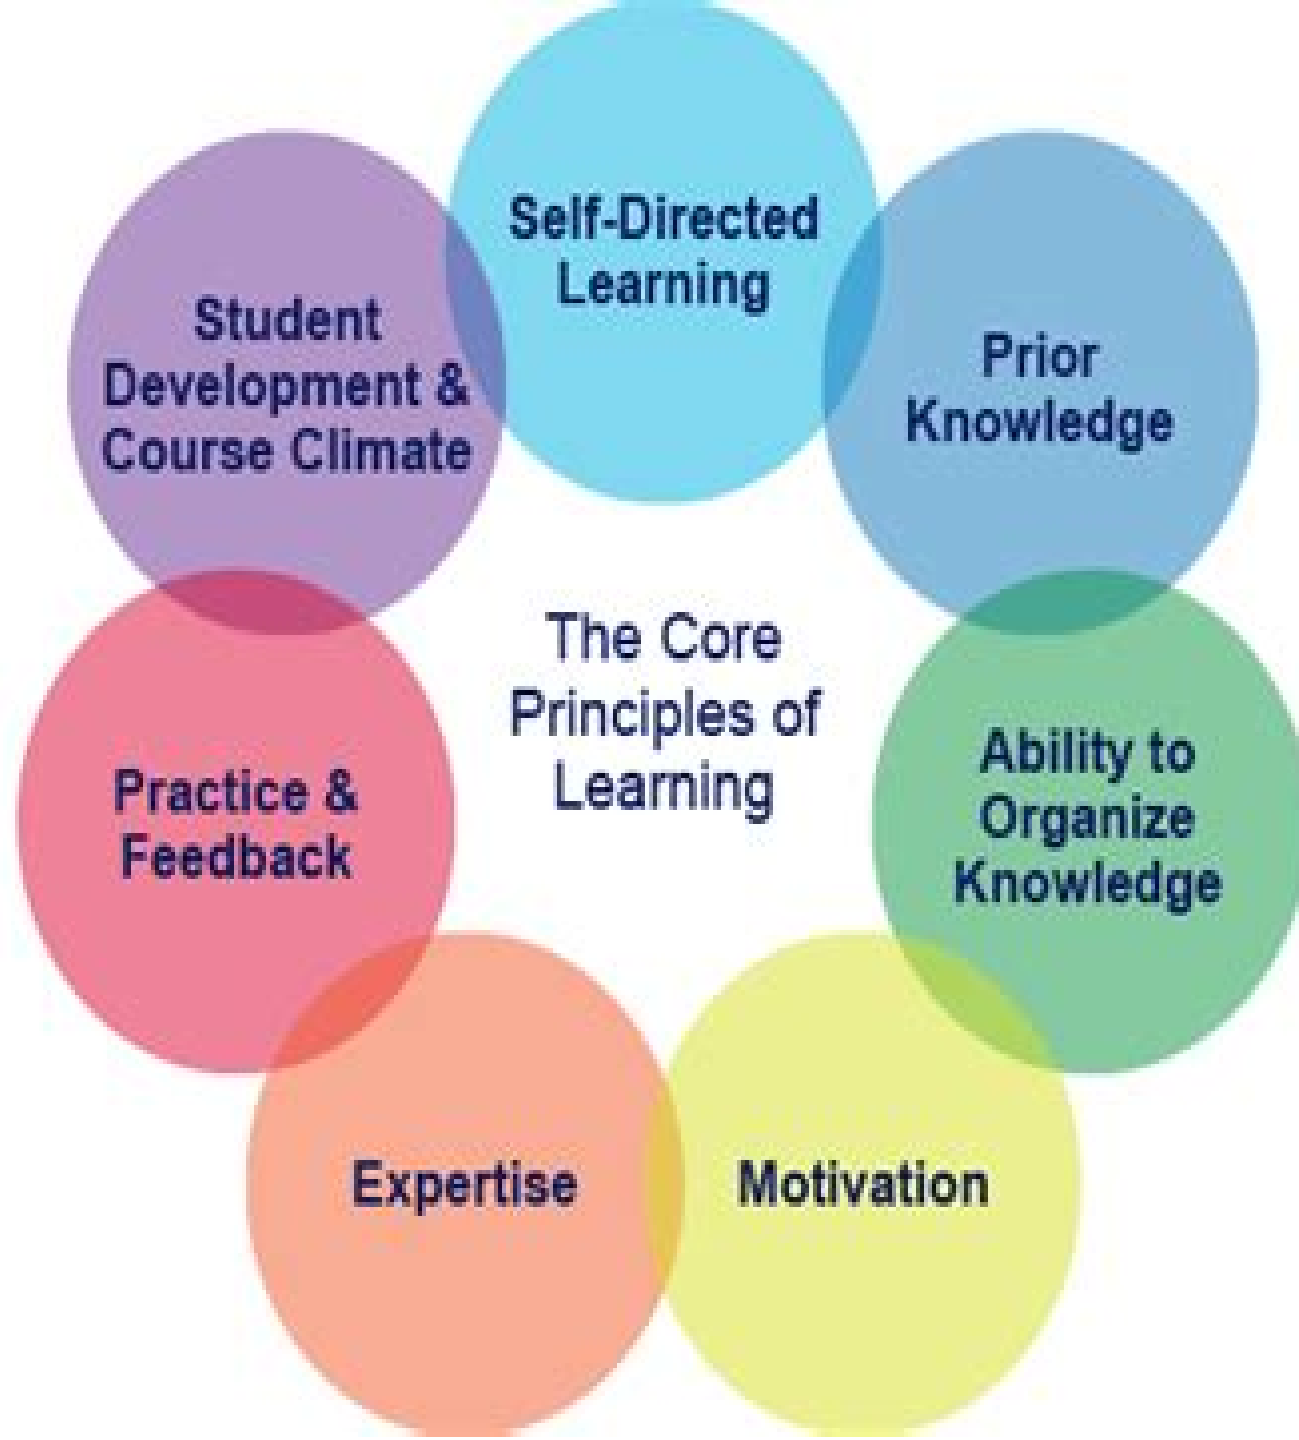 Self-Directed
Learning
Prior
Knowledge
Ability to
Organize
Knowledge
Motivation
Expertise
Practice &
Feedback
Student
Development &
Course Climate
The Core
Principles of
Learning